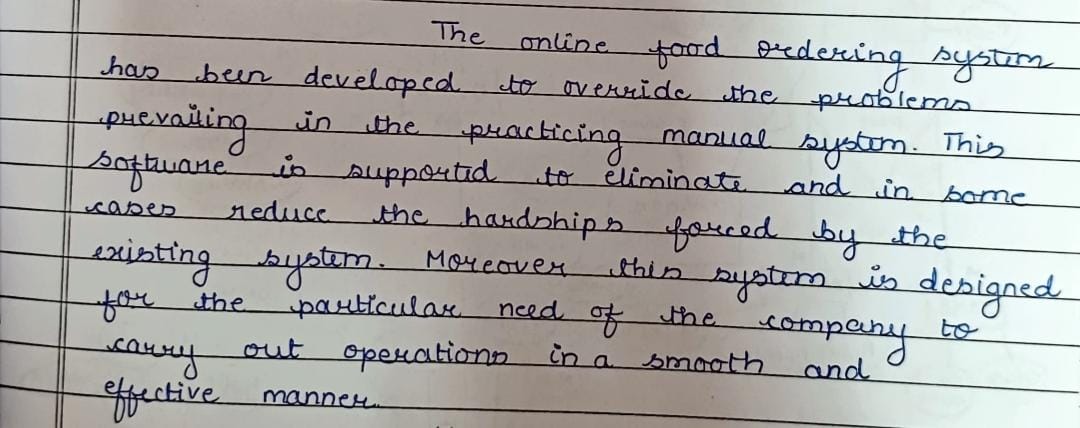 The online food ordering system
has been developed to override the problems
prevailing in the practicing manual system. This
software is supported to eliminate and in some
cases reduce the hardships forced by the
existing system. Moreover this system is designed
for the particular need of the company to
carry out operations in a smooth and
effective manner.